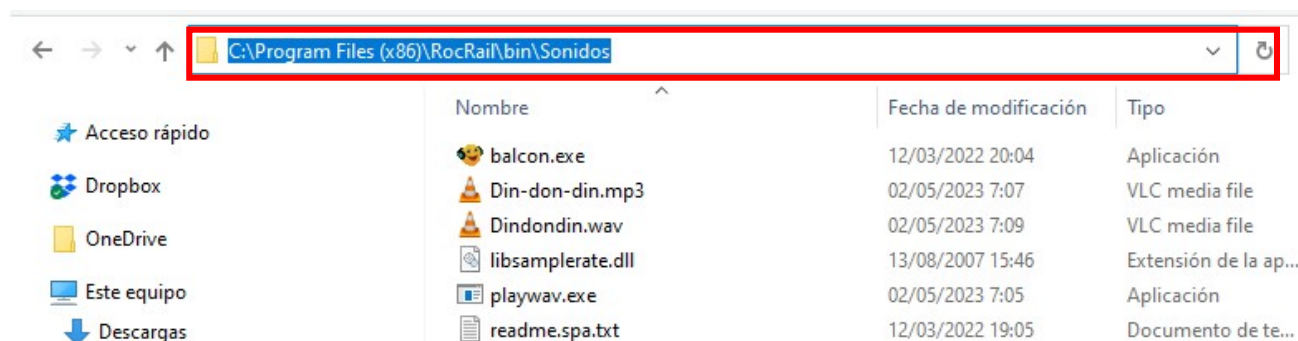 C:\Program Files (x86)\RocRail\bin\Sonidos
Nombre Fecha de modificación Tipo
Acceso rápido
balcon.exe 12/03/2022 20:04 Aplicación
Dropbox
Din-don-din.mp3 02/05/2023 7:07 VLC media file
Dindondin.wav 02/05/2023 7:09 VLC media file
OneDrive
libsamplerate.dll 13/08/2007 15:46 Extensión de la ap...
Este equipo
playwav.exe 02/05/2023 7:05 Aplicación
Descargas
readme.spa.txt 12/03/2022 19:05 Documento de te...